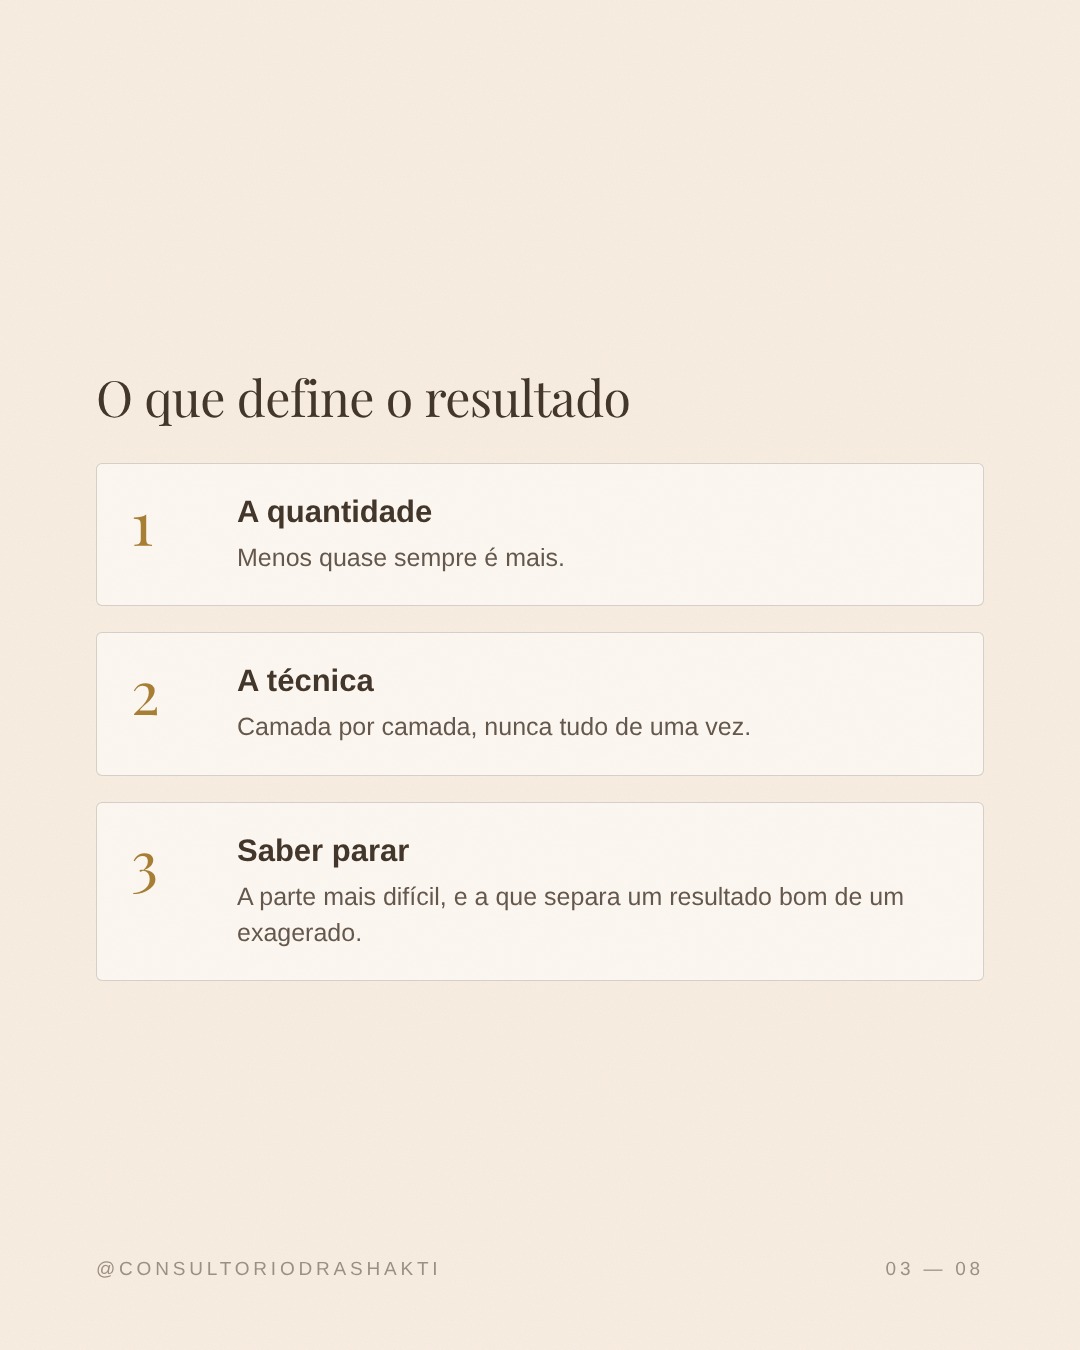 O que define o resultado
1
A quantidade
Menos quase sempre é mais.
2
A técnica
Camada por camada, nunca tudo de uma vez.
3
Saber parar
A parte mais difícil, e a que separa um resultado bom de um
exagerado.
@CONSULTORIODRASHAKTI
03 — 08